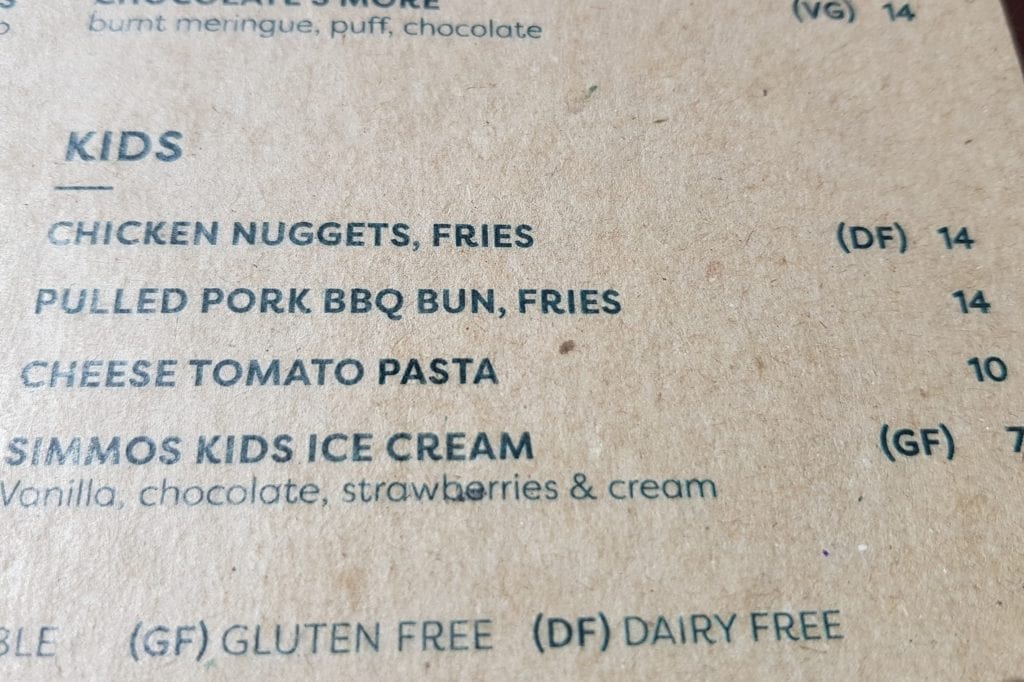 CHOCOLATE S'MORE (VG) 14
burnt meringue, puff, chocolate
KIDS
CHICKEN NUGGETS, FRIES (DF) 14
PULLED PORK BBQ BUN, FRIES 14
CHEESE TOMATO PASTA 10
SIMMOS KIDS ICE CREAM (GF) 7
Vanilla, chocolate, strawberries & cream
(GF) GLUTEN FREE (DF) DAIRY FREE